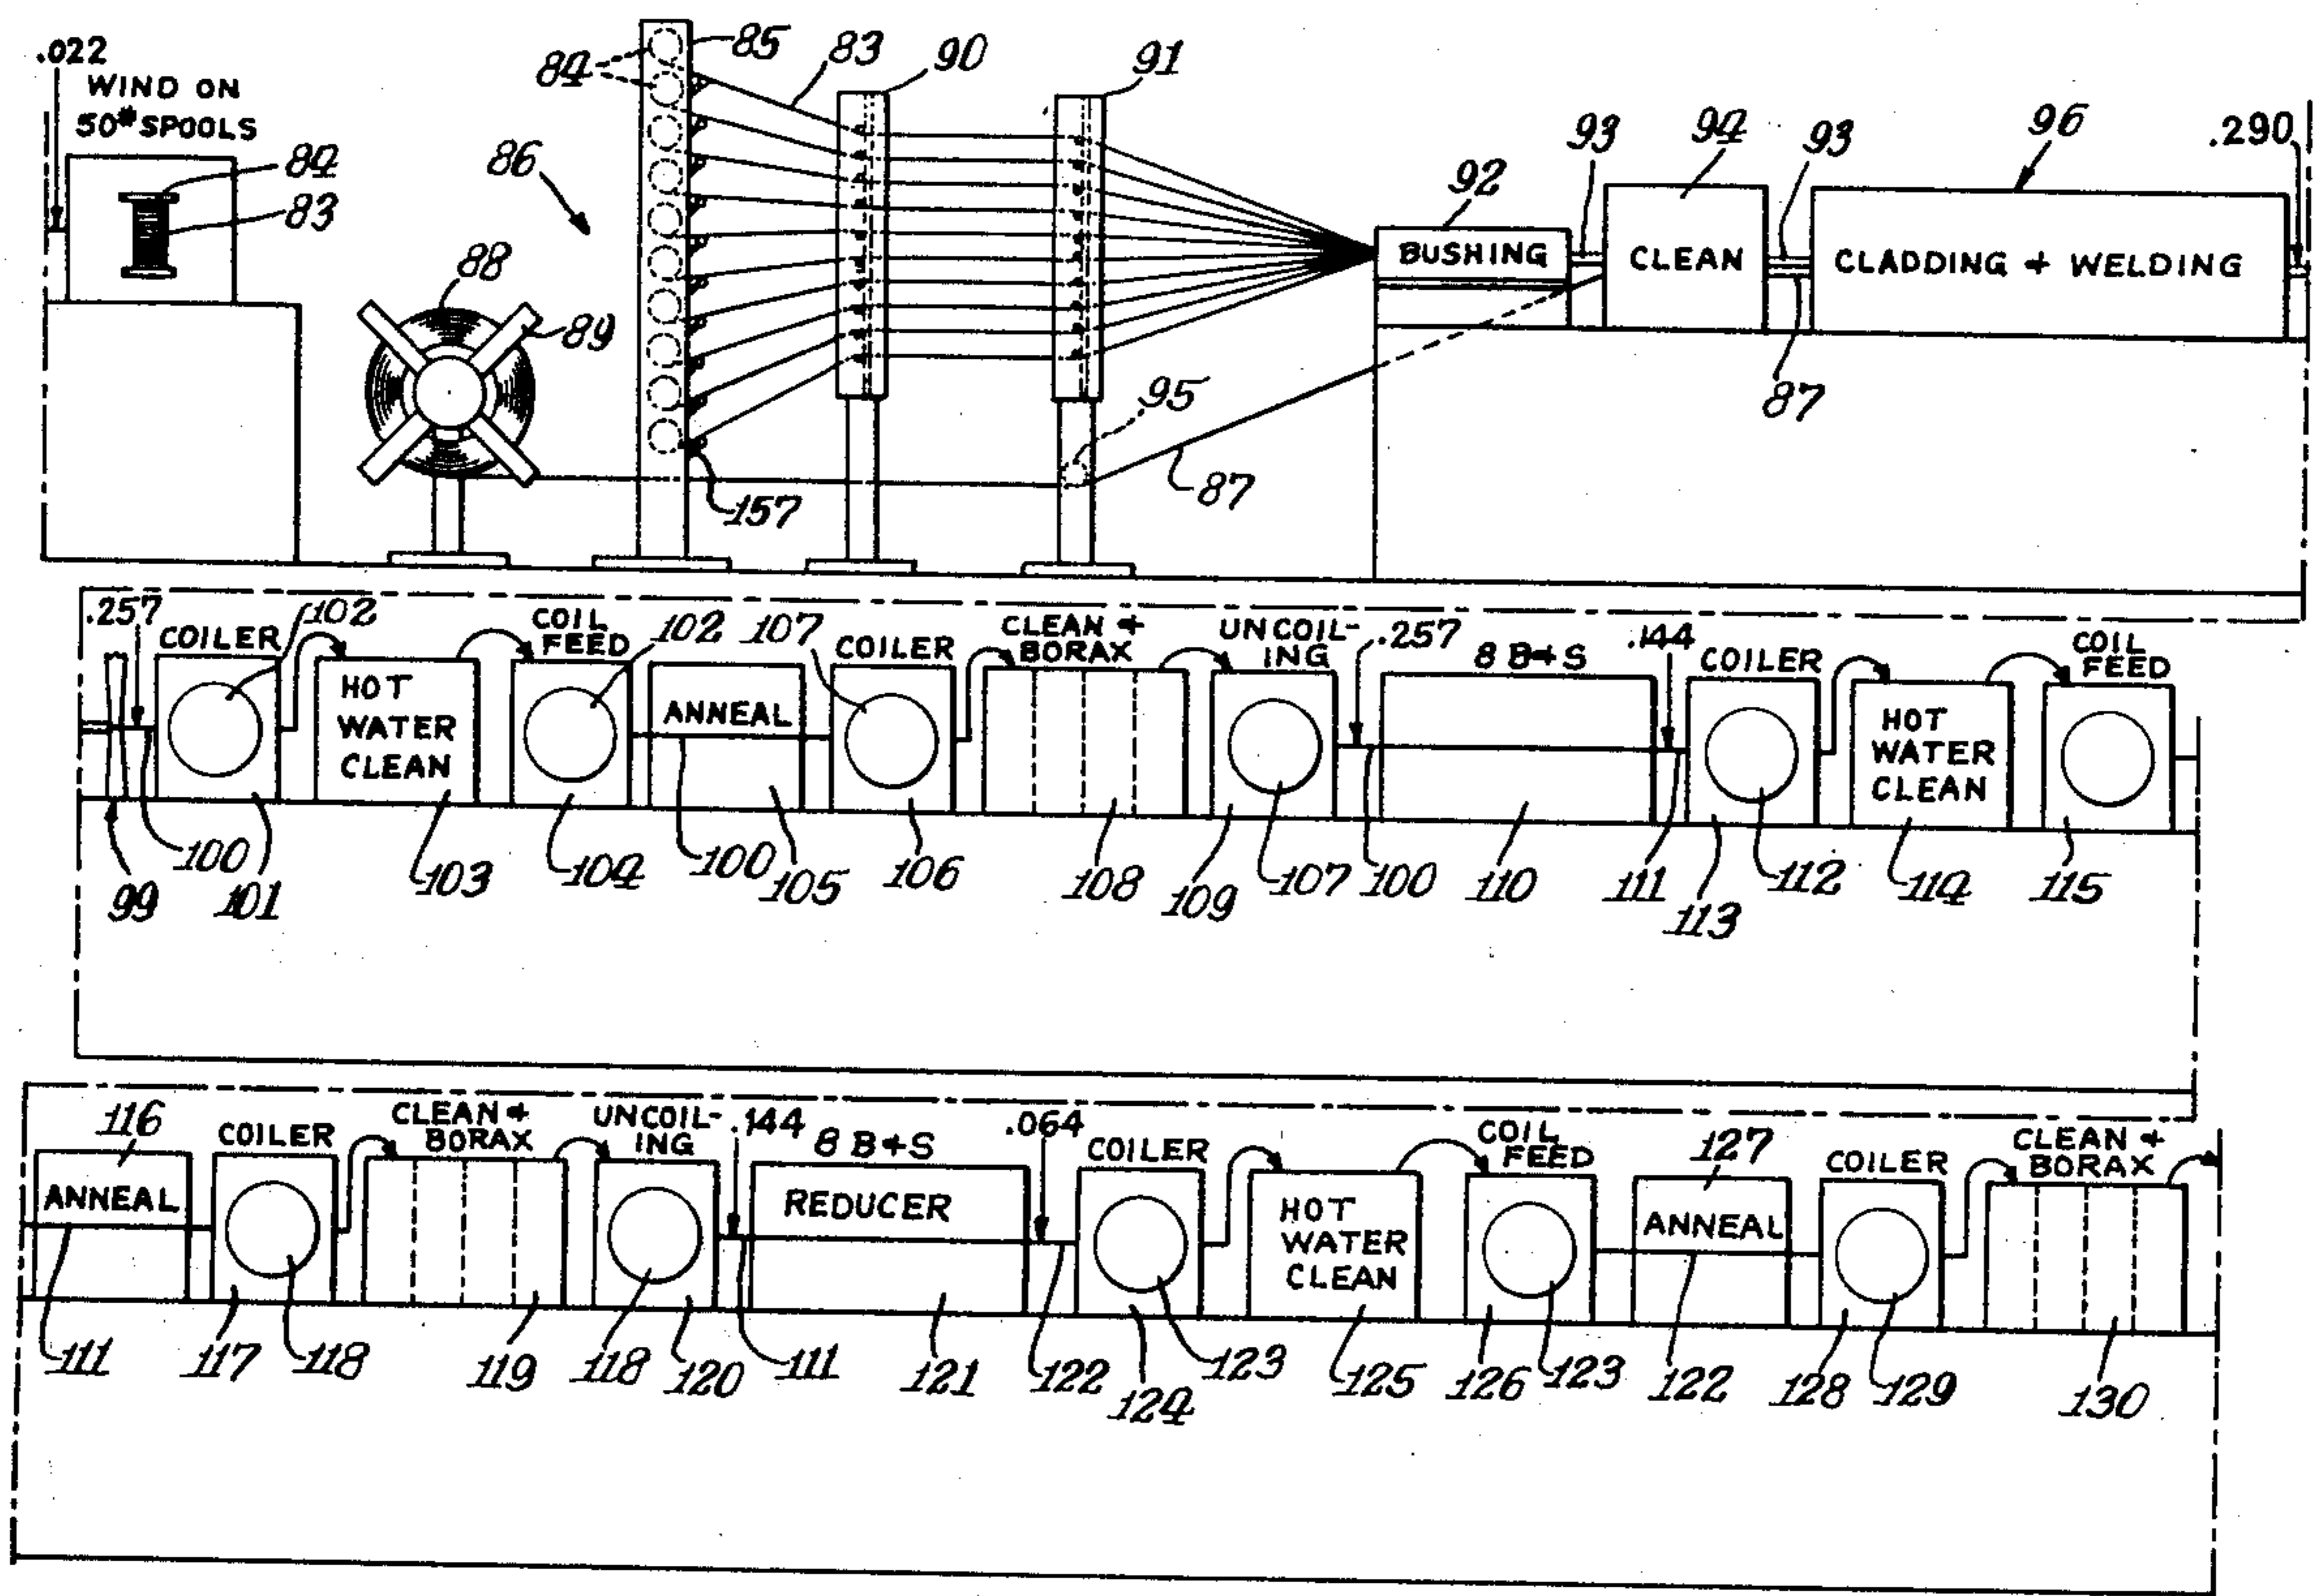 .022
WIND ON
50# SPOOLS
84
83
86
88
89
84
85
83
90
91
157
95
87
92
BUSHING
93
94
CLEAN
93
87
96
CLADDING + WELDING
.290
.257
102
COILER
HOT
WATER
CLEAN
COIL
FEED
102
107
ANNEAL
COILER
CLEAN +
BORAX
UNCOIL-
ING
.257
8 B+S
.144
COILER
HOT
WATER
CLEAN
COIL
FEED
99
100
101
103
104
100
105
106
108
109
107
100
110
111
113
112
114
115
116
ANNEAL
COILER
CLEAN +
BORAX
UNCOIL-
ING
.144
8 B+S
REDUCER
.064
COILER
HOT
WATER
CLEAN
COIL
FEED
127
ANNEAL
COILER
CLEAN +
BORAX
111
117
118
119
118
120
111
121
122
124
123
125
126
123
122
128
129
130